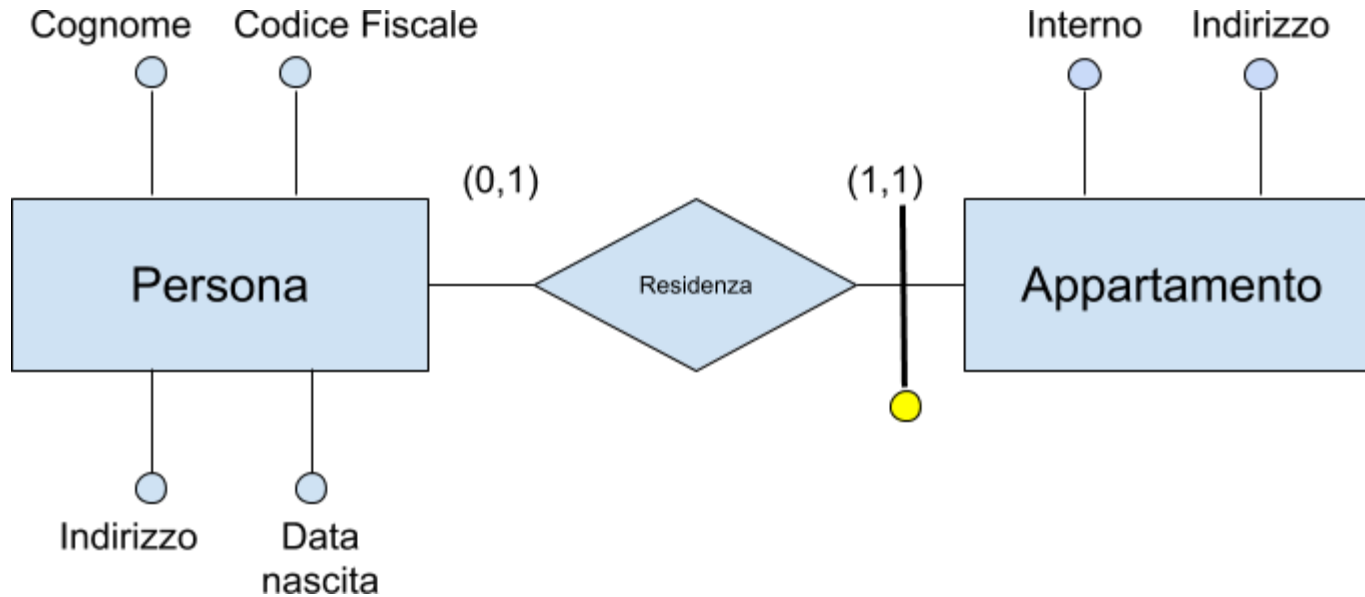 Cognome
Codice Fiscale
Interno
Indirizzo
(0,1)
(1,1)
Persona
Residenza
Appartamento
Indirizzo
Data
nascita